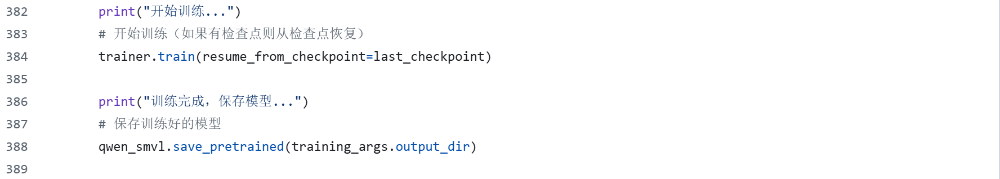 382 print("开始训练...")
383 # 开始训练（如果有检查点则从检查点恢复）
384 trainer.train(resume_from_checkpoint=last_checkpoint)
385
386 print("训练完成，保存模型...")
387 # 保存训练好的模型
388 qwen_smvl.save_pretrained(training_args.output_dir)
389